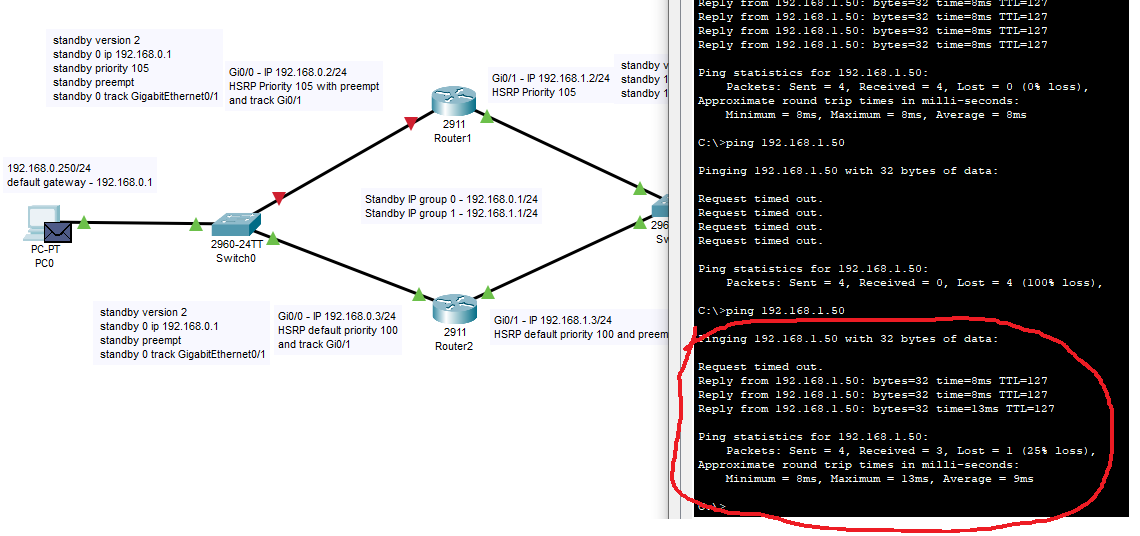 standby version 2
standby 0 ip 192.168.0.1
standby priority 105
standby preempt
standby 0 track GigabitEthernet0/1
Gi0/0 - IP 192.168.0.2/24
HSRP Priority 105 with preempt
and track Gi0/1
Gi0/1 - IP 192.168.1.2/24
HSRP Priority 105
standby v
standby 1
standby 1
2911
Router1
192.168.0.250/24
default gateway - 192.168.0.1
Standby IP group 0 - 192.168.0.1/24
Standby IP group 1 - 192.168.1.1/24
PC-PT
PC0
2960-24TT
Switch0
296
Sw
standby version 2
standby 0 ip 192.168.0.1
standby preempt
standby 0 track GigabitEthernet0/1
Gi0/0 - IP 192.168.0.3/24
HSRP default priority 100
and track Gi0/1
2911
Router2
Gi0/1 - IP 192.168.1.3/24
HSRP default priority 100 and preem
Reply from 192.168.1.50: bytes=32 time=8ms TTL=127
Reply from 192.168.1.50: bytes=32 time=8ms TTL=127
Reply from 192.168.1.50: bytes=32 time=8ms TTL=127
Reply from 192.168.1.50: bytes=32 time=8ms TTL=127
Ping statistics for 192.168.1.50:
Packets: Sent = 4, Received = 4, Lost = 0 (0% loss),
Approximate round trip times in milli-seconds:
Minimum = 8ms, Maximum = 8ms, Average = 8ms
C:\>ping 192.168.1.50
Pinging 192.168.1.50 with 32 bytes of data:
Request timed out.
Request timed out.
Request timed out.
Request timed out.
Ping statistics for 192.168.1.50:
Packets: Sent = 4, Received = 0, Lost = 4 (100% loss),
C:\>ping 192.168.1.50
Pinging 192.168.1.50 with 32 bytes of data:
Request timed out.
Reply from 192.168.1.50: bytes=32 time=8ms TTL=127
Reply from 192.168.1.50: bytes=32 time=8ms TTL=127
Reply from 192.168.1.50: bytes=32 time=13ms TTL=127
Ping statistics for 192.168.1.50:
Packets: Sent = 4, Received = 3, Lost = 1 (25% loss),
Approximate round trip times in milli-seconds:
Minimum = 8ms, Maximum = 13ms, Average = 9ms
C:\>